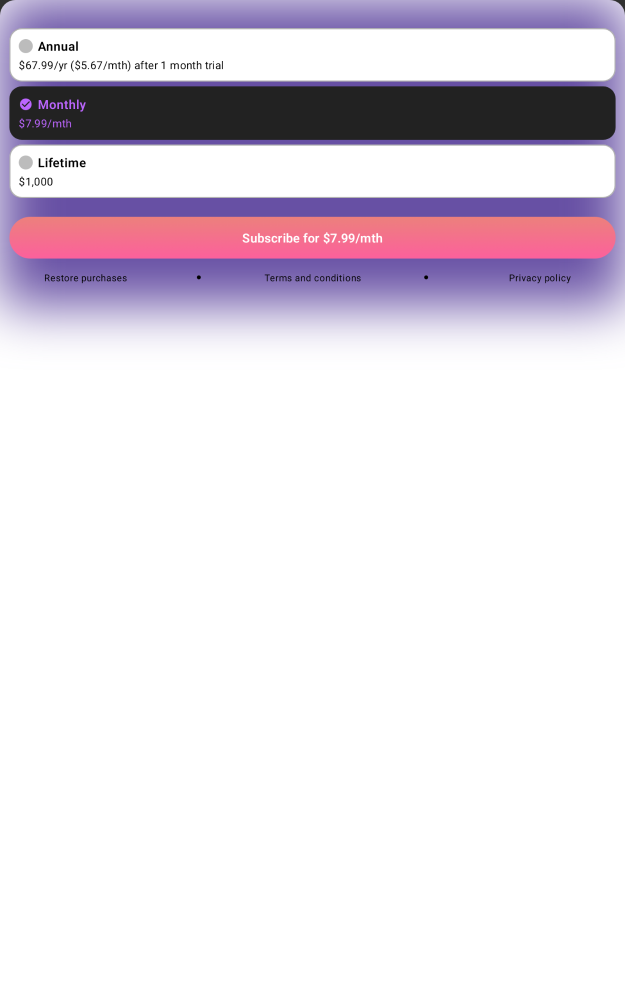 Annual
$67.99/yr ($5.67/mth) after 1 month trial
Monthly
$7.99/mth
Lifetime
$1,000
Subscribe for $7.99/mth
Restore purchases • Terms and conditions • Privacy policy